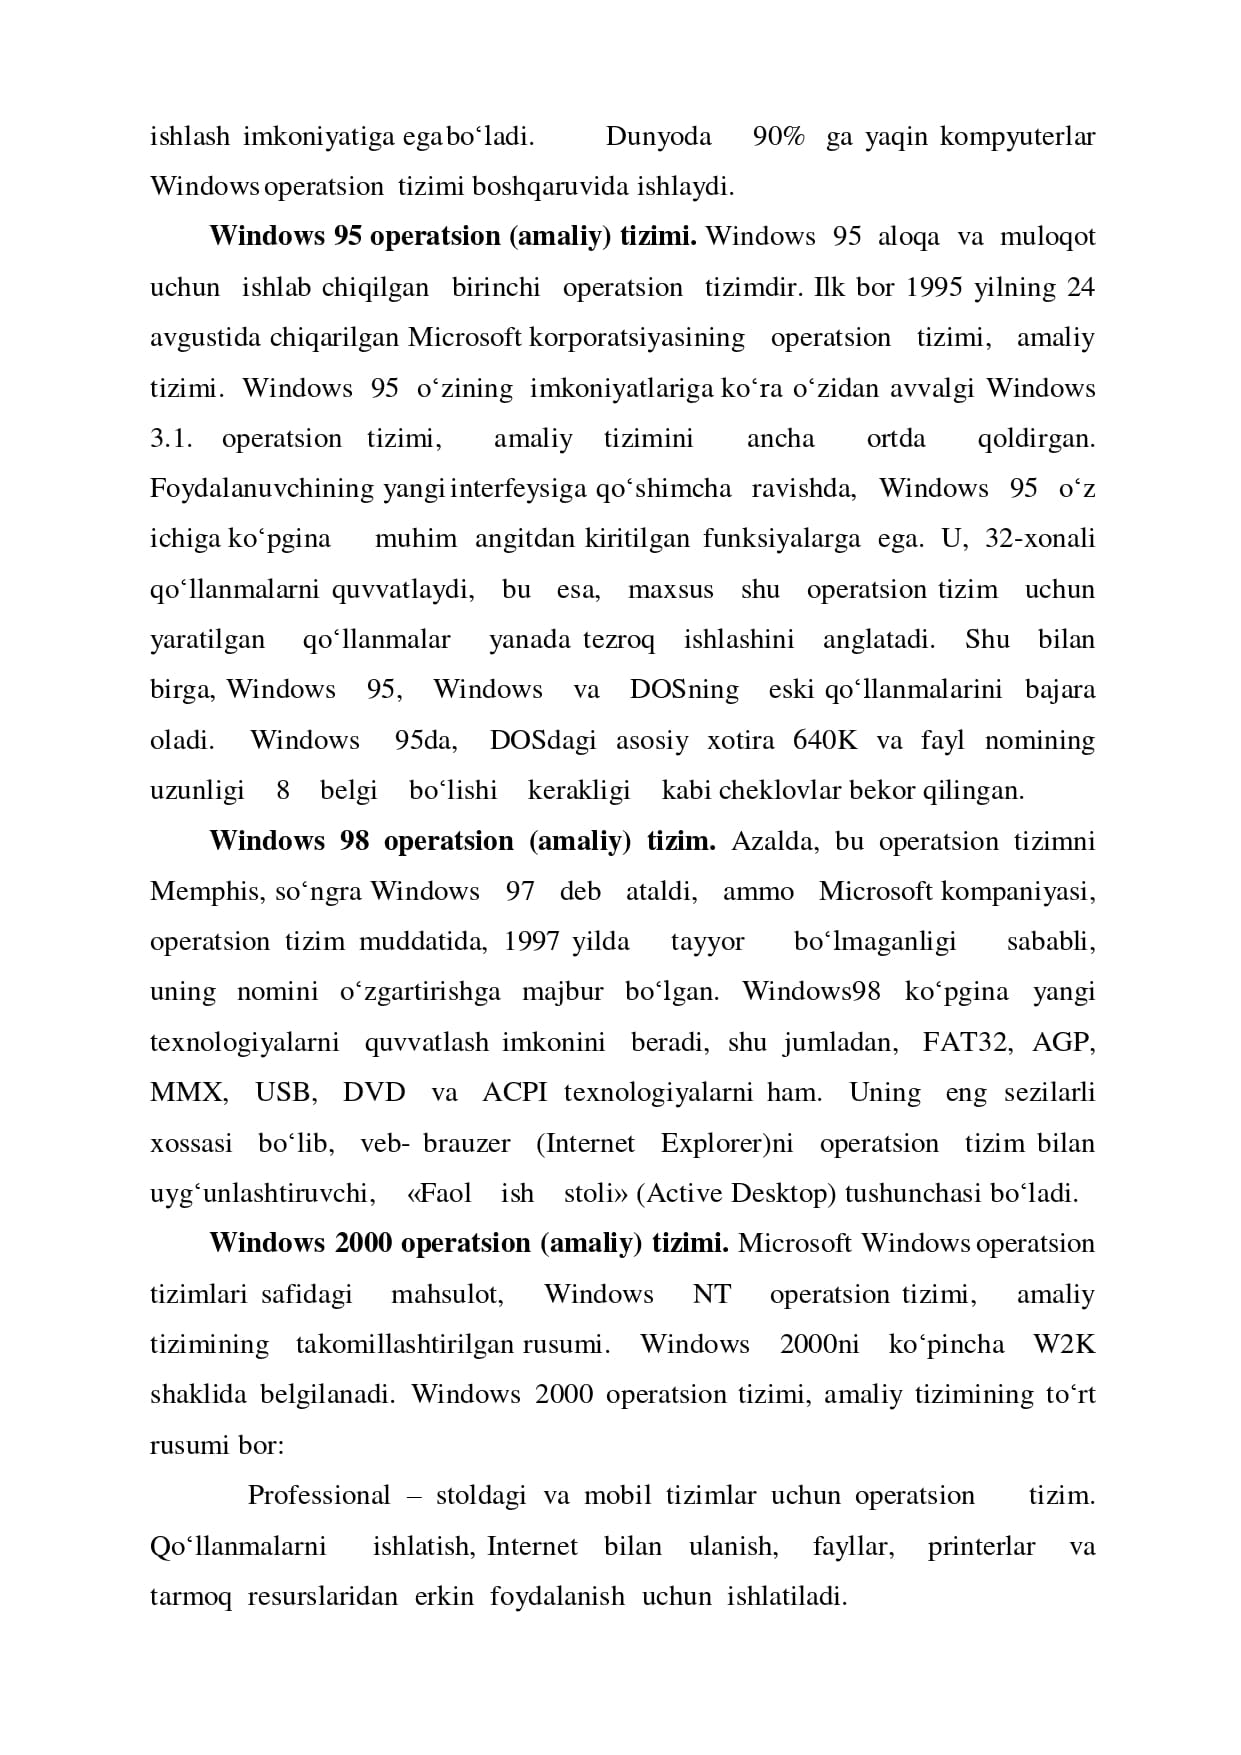 ishlash imkoniyatiga ega bo‘ladi. Dunyoda 90% ga yaqin kompyuterlar
Windows operatsion tizimi boshqaruvida ishlaydi.
Windows 95 operatsion (amaliy) tizimi. Windows 95 aloqa va muloqot
uchun ishlab chiqilgan birinchi operatsion tizimdir. Ilk bor 1995 yilning 24
avgustida chiqarilgan Microsoft korporatsiyasining operatsion tizimi, amaliy
tizimi. Windows 95 o‘zining imkoniyatlariga ko‘ra o‘zidan avvalgi Windows
3.1. operatsion tizimi, amaliy tizimini ancha ortda qoldirgan.
Foydalanuvchining yangi interfeysiga qo‘shimcha ravishda, Windows 95 o‘z
ichiga ko‘pgina muhim angitdan kiritilgan funksiyalarga ega. U, 32-xonali
qo‘llanmalarni quvvatlaydi, bu esa, maxsus shu operatsion tizim uchun
yaratilgan qo‘llanmalar yanada tezroq ishlashini anglatadi. Shu bilan
birga, Windows 95, Windows va DOSning eski qo‘llanmalarini bajara
oladi. Windows 95da, DOSdagi asosiy xotira 640K va fayl nomining
uzunligi 8 belgi bo‘lishi kerakligi kabi cheklovlar bekor qilingan.
Windows 98 operatsion (amaliy) tizim. Azalda, bu operatsion tizimni
Memphis, so‘ngra Windows 97 deb ataldi, ammo Microsoft kompaniyasi,
operatsion tizim muddatida, 1997 yilda tayyor bo‘lmaganligi sababli,
uning nomini o‘zgartirishga majbur bo‘lgan. Windows98 ko‘pgina yangi
texnologiyalarni quvvatlash imkonini beradi, shu jumladan, FAT32, AGP,
MMX, USB, DVD va ACPI texnologiyalarni ham. Uning eng sezilarli
xossasi bo‘lib, veb- brauzer (Internet Explorer)ni operatsion tizim bilan
uyg‘unlashtiruvchi, «Faol ish stoli» (Active Desktop) tushunchasi bo‘ladi.
Windows 2000 operatsion (amaliy) tizimi. Microsoft Windows operatsion
tizimlari safidagi mahsulot, Windows NT operatsion tizimi, amaliy
tizimining takomillashtirilgan rusumi. Windows 2000ni ko‘pincha W2K
shaklida belgilanadi. Windows 2000 operatsion tizimi, amaliy tizimining to‘rt
rusumi bor:
Professional – stoldagi va mobil tizimlar uchun operatsion tizim.
Qo‘llanmalarni ishlatish, Internet bilan ulanish, fayllar, printerlar va
tarmoq resurslaridan erkin foydalanish uchun ishlatiladi.